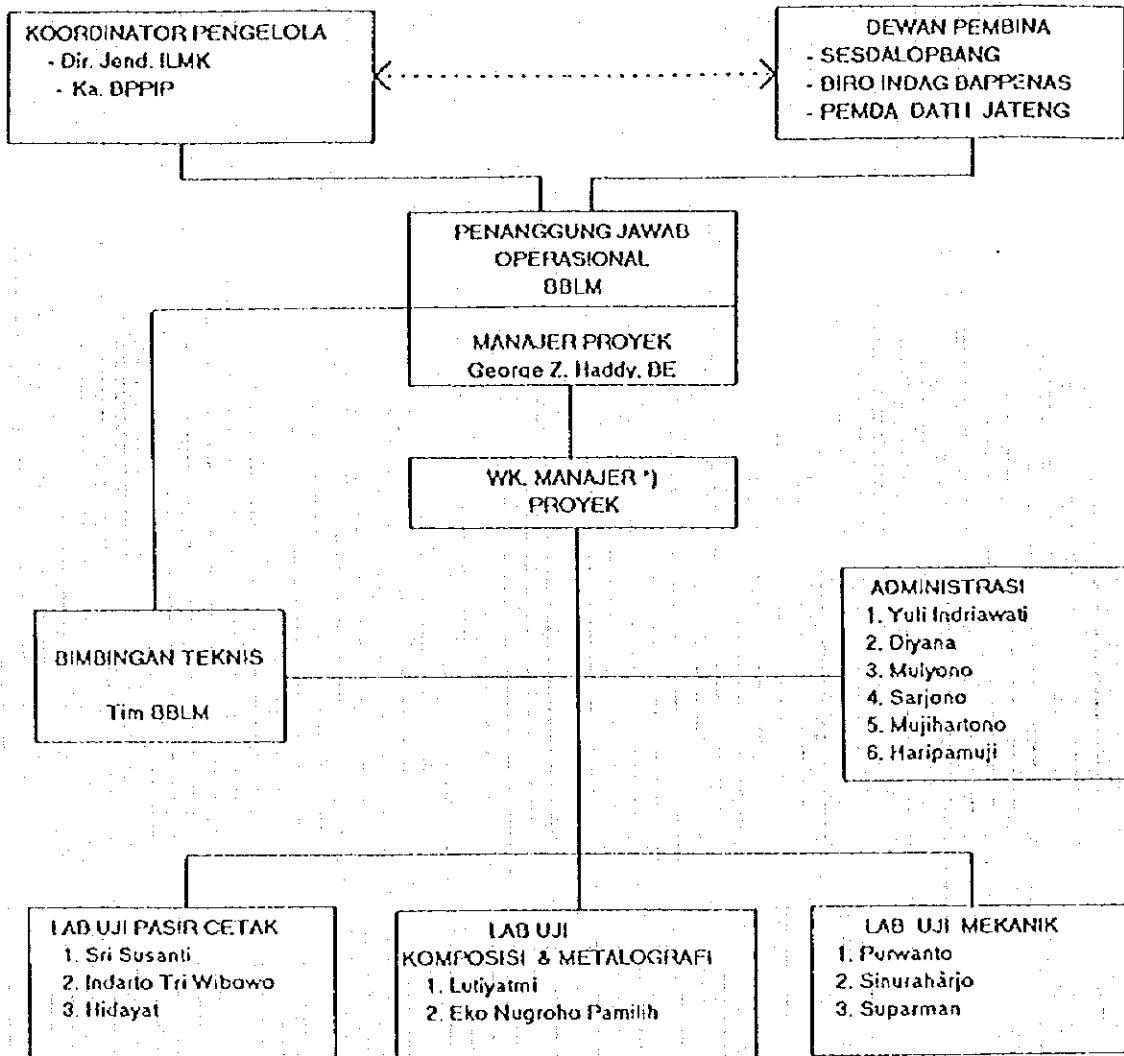 KOORDINATOR PENGELOLA
- Dir. Jend. ILMK
- Ka. BPPIP
DEWAN PEMBINA
- SESDALOPBANG
- BIRO INDAG BAPPENAS
- PEMDA DATI I JATENG
PENANGGUNG JAWAB
OPERASIONAL
BBLM
MANAJER PROYEK
George Z. Haddy, BE
WK. MANAJER *)
PROYEK
BIMBINGAN TEKNIS
Tim BBLM
ADMINISTRASI
1. Yuli Indriawati
2. Diyana
3. Mulyono
4. Sarjono
5. Mujihartono
6. Haripamuji
LAB UJI PASIR CETAK
1. Sri Susanti
2. Indarto Tri Wibowo
3. Hidayat
LAB UJI
KOMPOSISI & METALOGRAFI
1. Lutiyatmi
2. Eko Nugroho Pamilih
LAB UJI MEKANIK
1. Purwanto
2. Sinuraharjo
3. Suparman